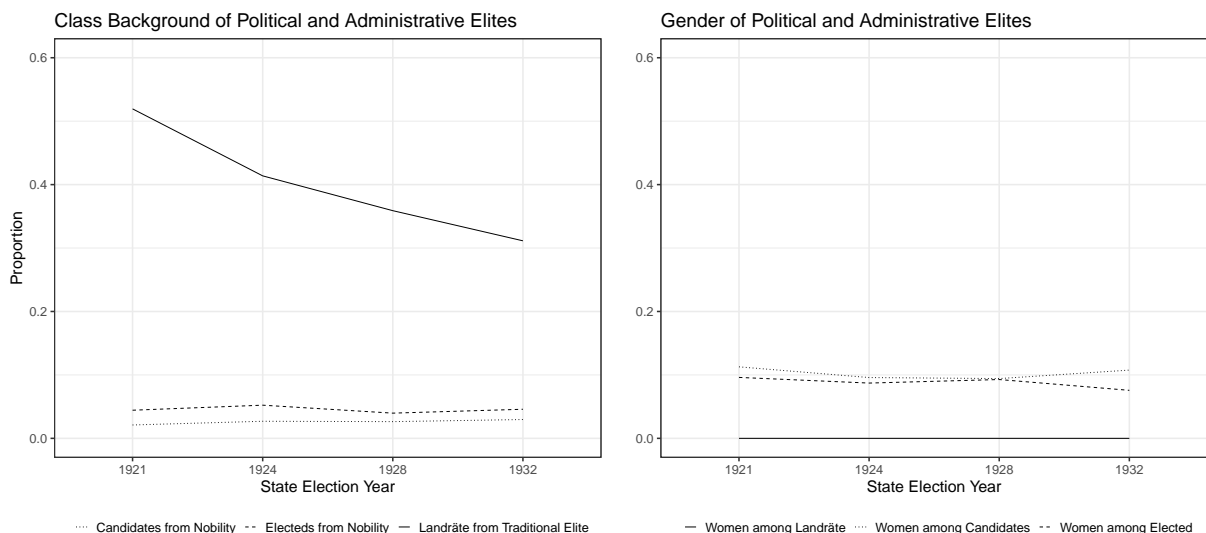 Class Background of Political and Administrative Elites
0.6
0.4
0.2
0.0
Proportion
1921 1924 1928 1932
State Election Year
Candidates from Nobility Electeds from Nobility Landräte from Traditional Elite
Gender of Political and Administrative Elites
0.6
0.4
0.2
0.0
1921 1924 1928 1932
State Election Year
Women among Landräte Women among Candidates Women among Elected